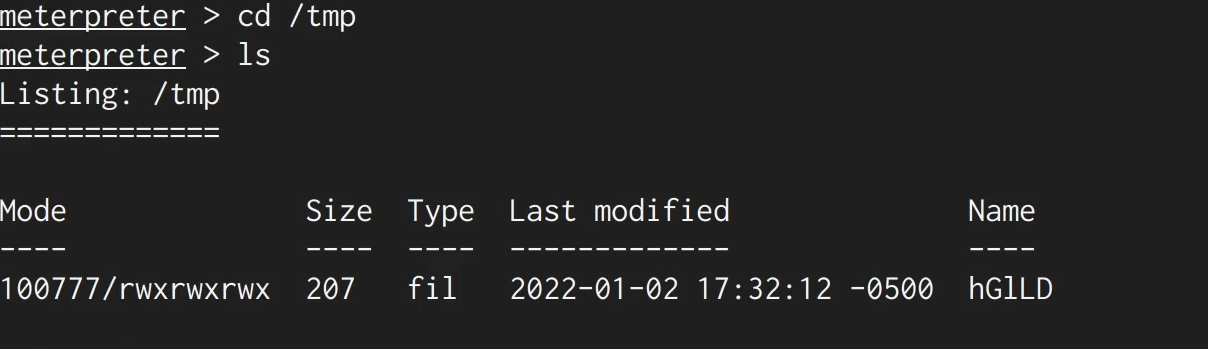 meterpreter > cd /tmp
meterpreter > ls
Listing: /tmp
=============
Mode Size Type Last modified Name
---- ---- ---- ------------- ----
100777/rwxrwxrwx 207 fil 2022-01-02 17:32:12 -0500 hGlLD